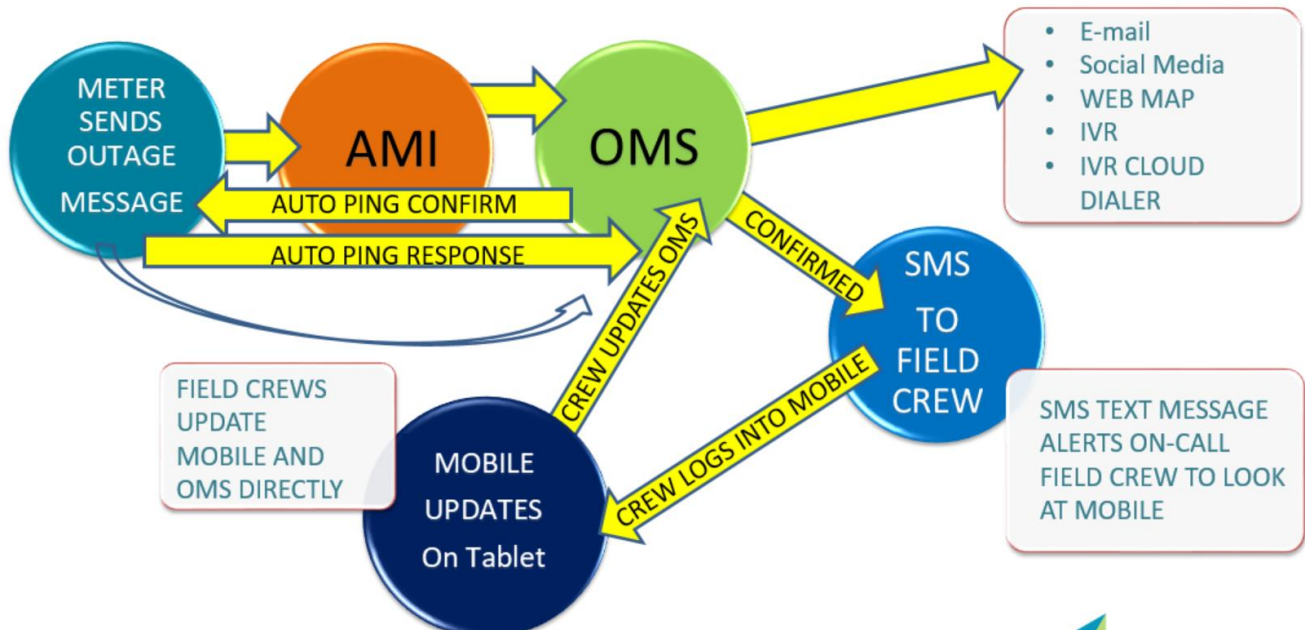 METER
SENDS
OUTAGE
MESSAGE
AMI
OMS
• E-mail
• Social Media
• WEB MAP
• IVR
• IVR CLOUD
DIALER
AUTO PING CONFIRM
AUTO PING RESPONSE
CONFIRMED
SMS
TO
FIELD
CREW
CREW UPDATES OMS
CREW LOGS INTO MOBILE
FIELD CREWS
UPDATE
MOBILE AND
OMS DIRECTLY
SMS TEXT MESSAGE
ALERTS ON-CALL
FIELD CREW TO LOOK
AT MOBILE
MOBILE
UPDATES
On Tablet